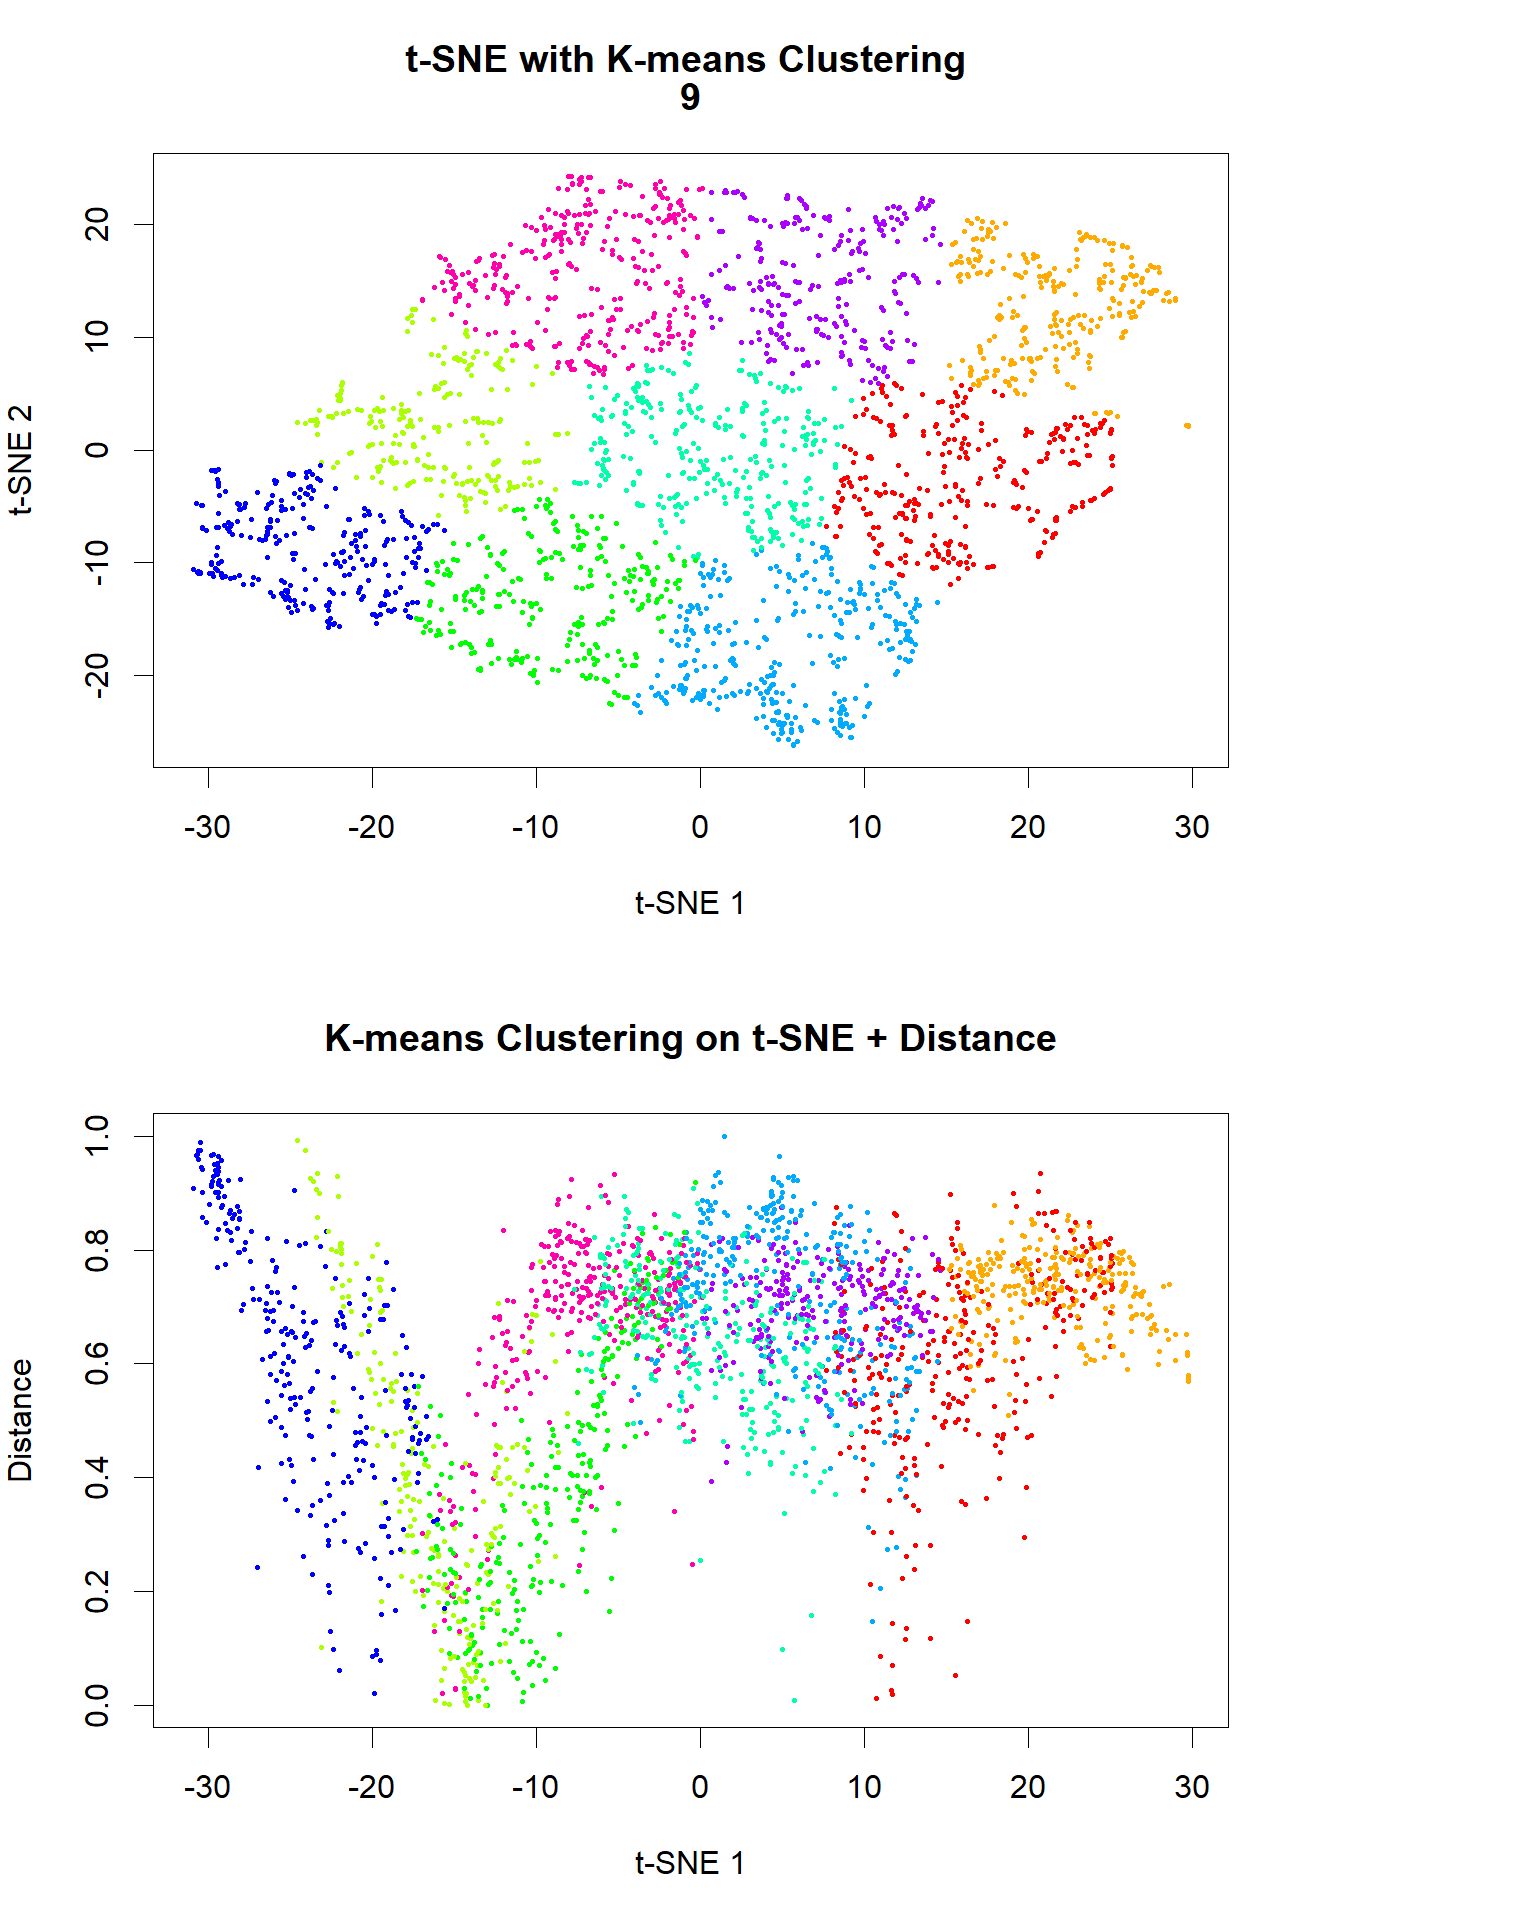 t-SNE with K-means Clustering
9
t-SNE 2
20
10
0
-10
-20
-30 -20 -10 0 10 20 30
t-SNE 1
K-means Clustering on t-SNE + Distance
Distance
1.0
0.8
0.6
0.4
0.2
0.0
-30 -20 -10 0 10 20 30
t-SNE 1